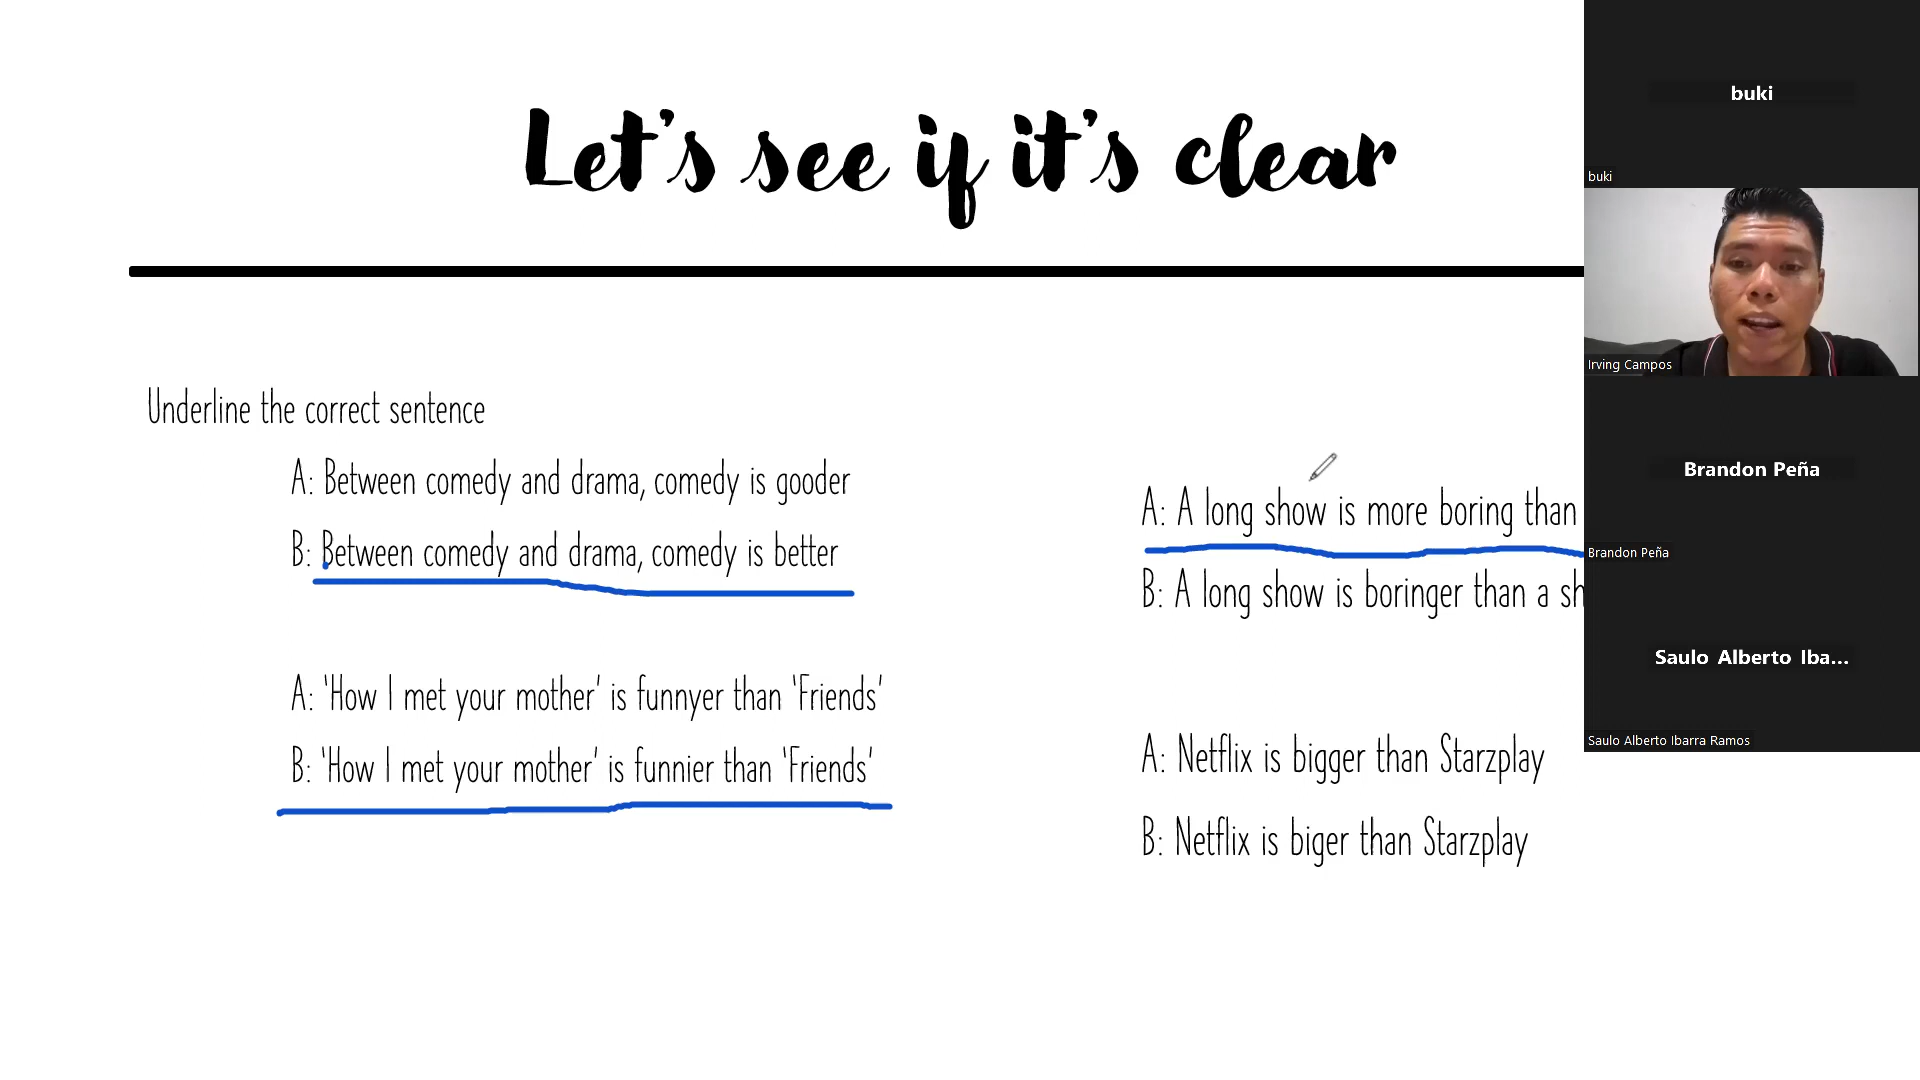 Let's see if it's clear
Underline the correct sentence
A: Between comedy and drama, comedy is gooder
B: Between comedy and drama, comedy is better
A: 'How I met your mother' is funnyer than 'Friends'
B: 'How I met your mother' is funnier than 'Friends'
A: A long show is more boring than
B: A long show is boringer than a sh
A: Netflix is bigger than Starzplay
B: Netflix is biger than Starzplay
buki
buki
Irving Campos
Brandon Peña
Brandon Peña
Saulo Alberto Iba...
Saulo Alberto Ibarra Ramos